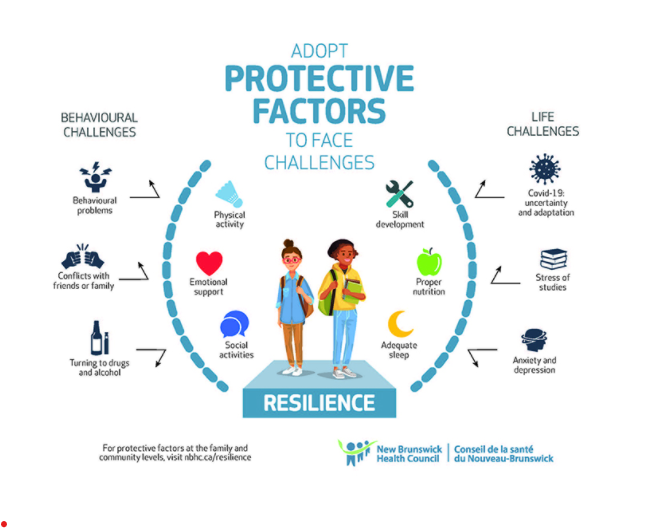 ADOPT
PROTECTIVE
FACTORS
TO FACE
CHALLENGES
BEHAVIOURAL
CHALLENGES
Behavioural
problems
Conflicts with
friends or family
Turning to drugs
and alcohol
Physical
activity
Emotional
support
Social
activities
Skill
development
Proper
nutrition
Adequate
sleep
LIFE
CHALLENGES
Covid-19:
uncertainty
and adaptation
Stress of
studies
Anxiety and
depression
RESILIENCE
For protective factors at the family and
community levels, visit nbhc.ca/resilience
New Brunswick
Health Council
Conseil de la santé
du Nouveau-Brunswick